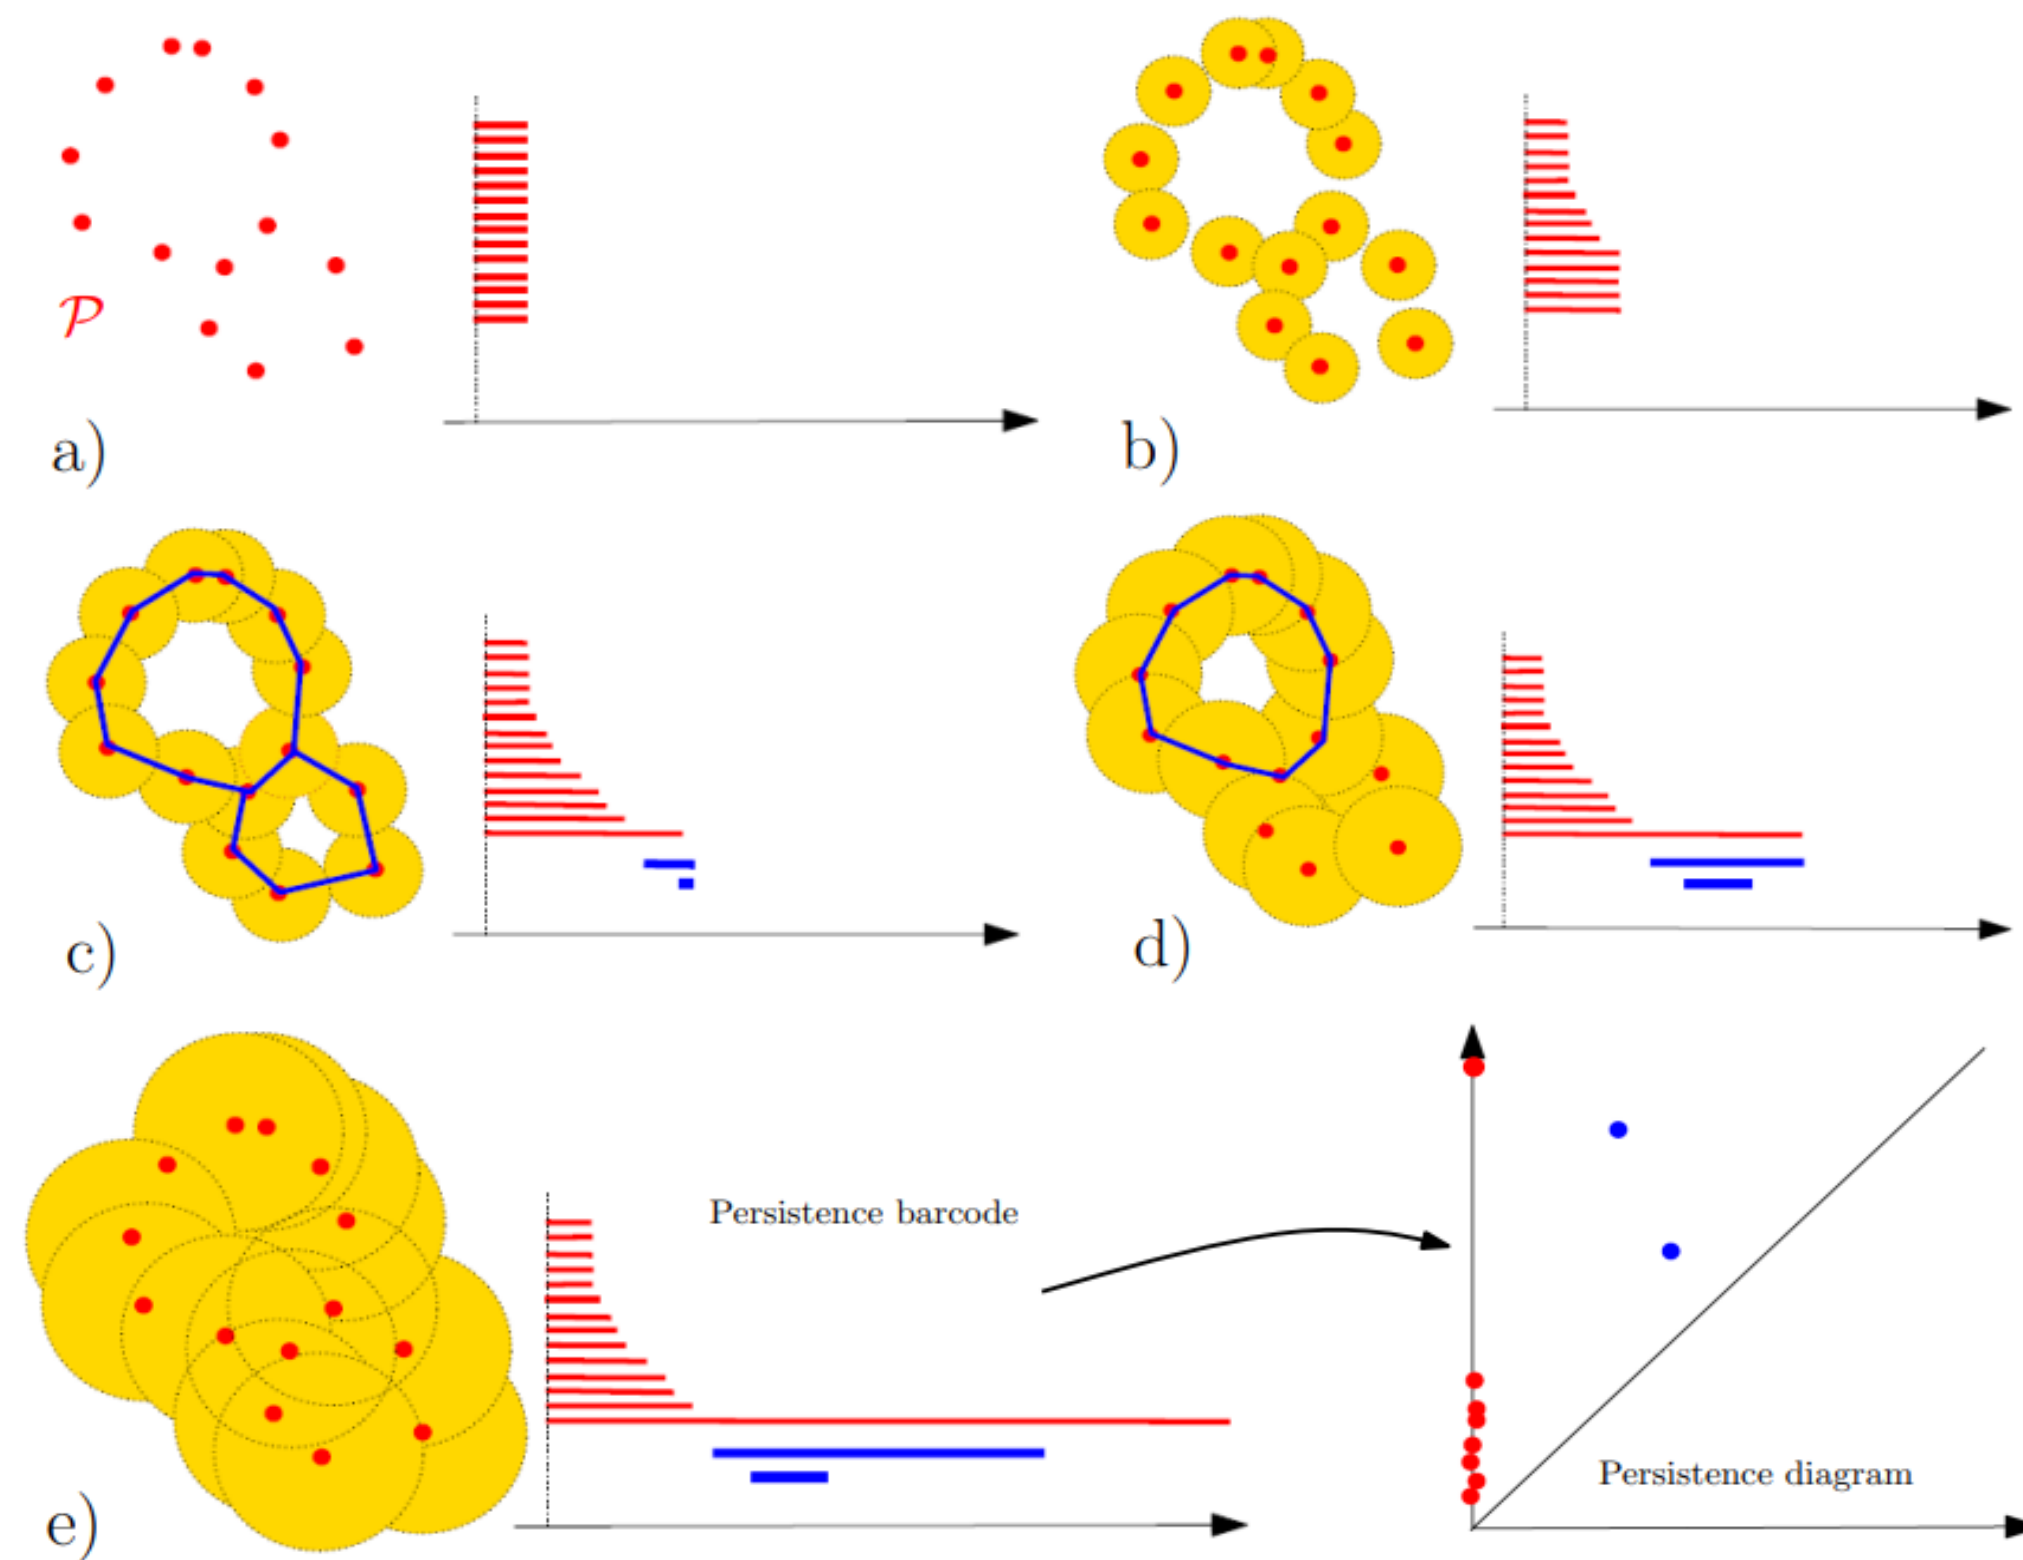 𝒫
a)
b)
c)
d)
Persistence barcode
Persistence diagram
e)